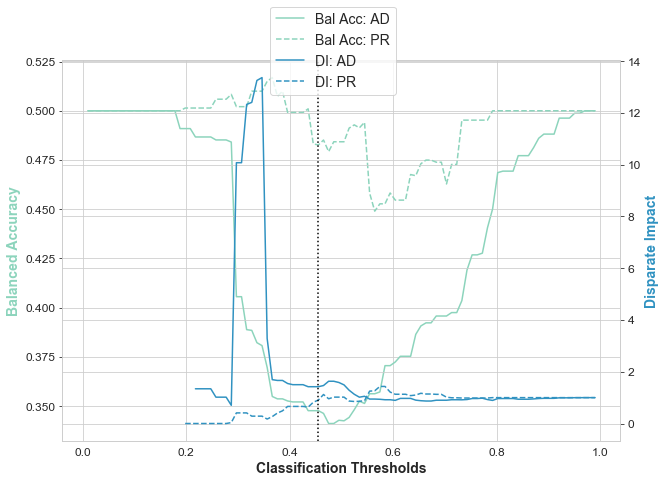 Bal Acc: AD
Bal Acc: PR
DI: AD
DI: PR
0.525
0.500
0.475
0.450
0.425
0.400
0.375
0.350
Balanced Accuracy
14
12
10
8
6
4
2
0
Disparate Impact
0.0 0.2 0.4 0.6 0.8 1.0
Classification Thresholds